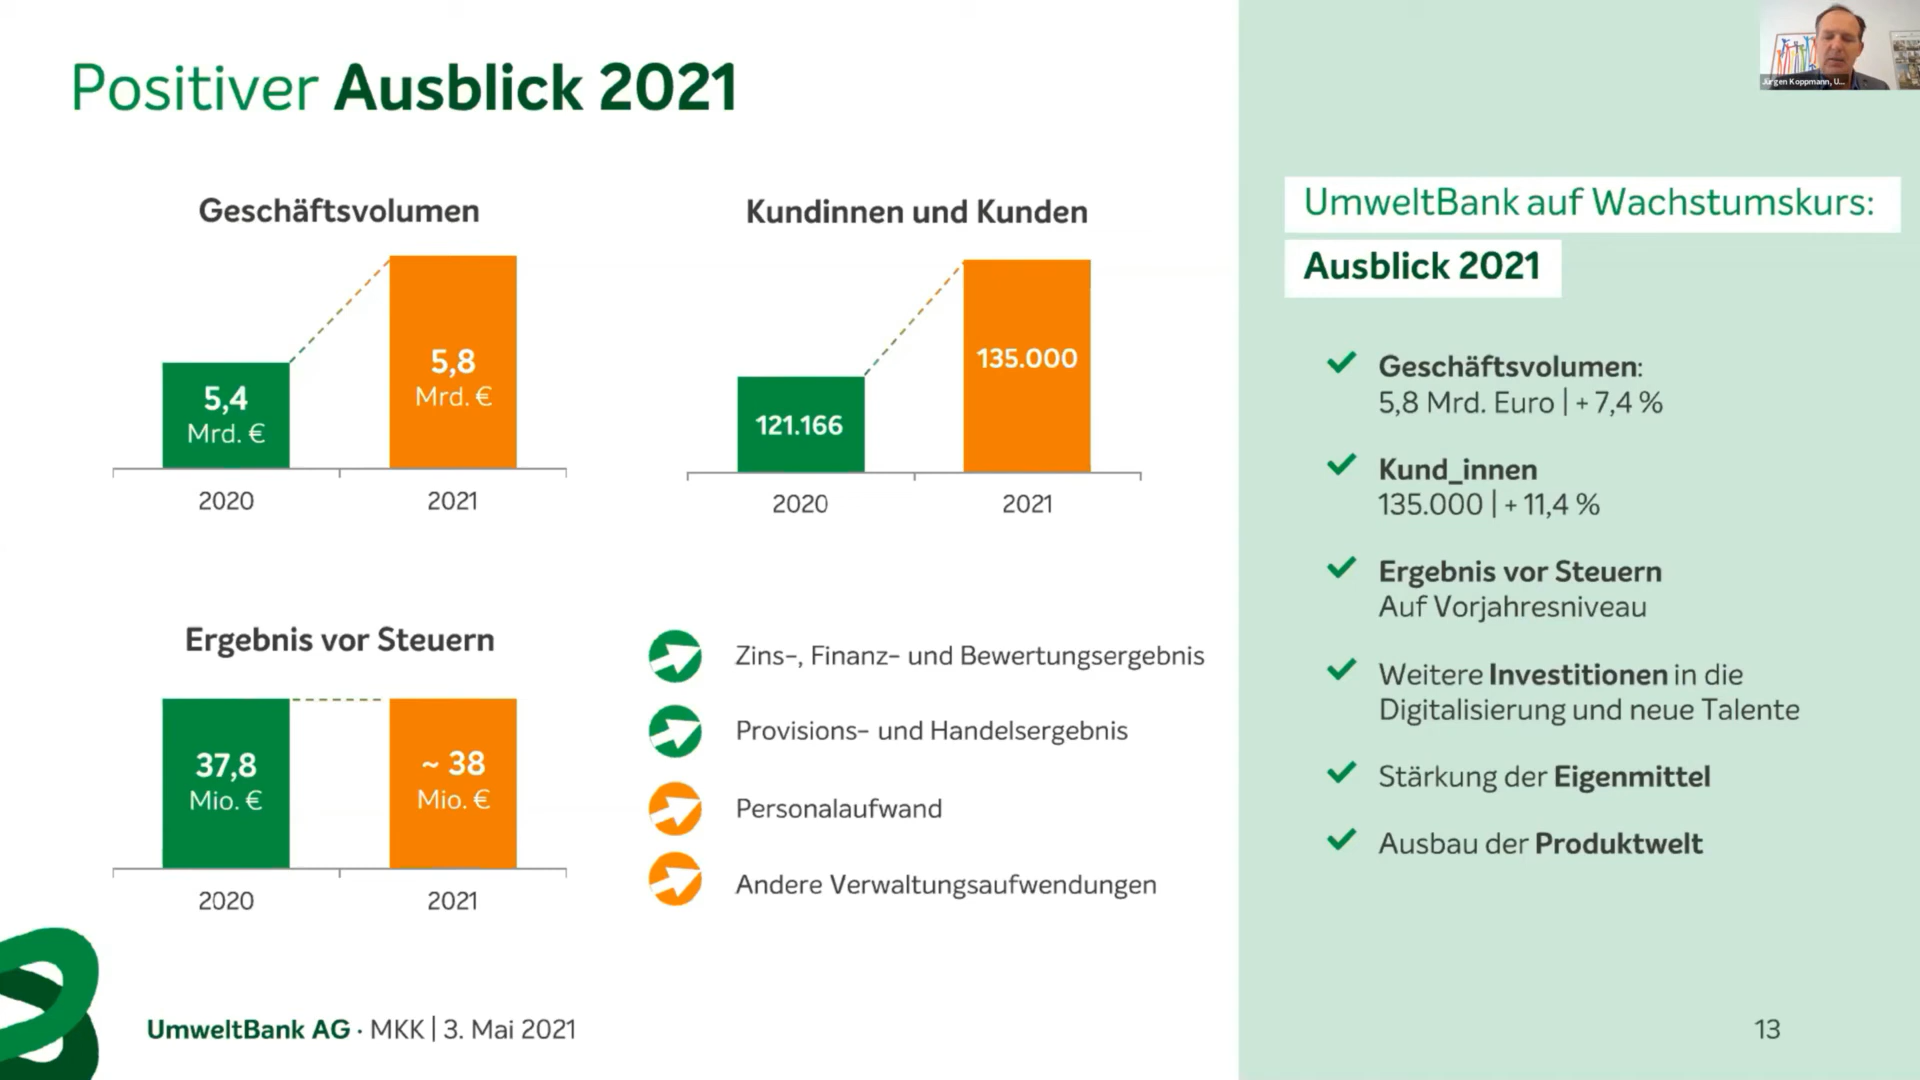 Positiver Ausblick 2021
Jürgen Koppmann, U...
Geschäftsvolumen
5,4
Mrd. €
5,8
Mrd. €
2020
2021
Kundinnen und Kunden
121.166
135.000
2020
2021
Ergebnis vor Steuern
37,8
Mio. €
~ 38
Mio. €
2020
2021
Zins-, Finanz- und Bewertungsergebnis
Provisions- und Handelsergebnis
Personalaufwand
Andere Verwaltungsaufwendungen
UmweltBank auf Wachstumskurs:
Ausblick 2021
Geschäftsvolumen:
5,8 Mrd. Euro | + 7,4 %
Kund_innen
135.000 | + 11,4 %
Ergebnis vor Steuern
Auf Vorjahresniveau
Weitere Investitionen in die
Digitalisierung und neue Talente
Stärkung der Eigenmittel
Ausbau der Produktwelt
UmweltBank AG · MKK | 3. Mai 2021
13